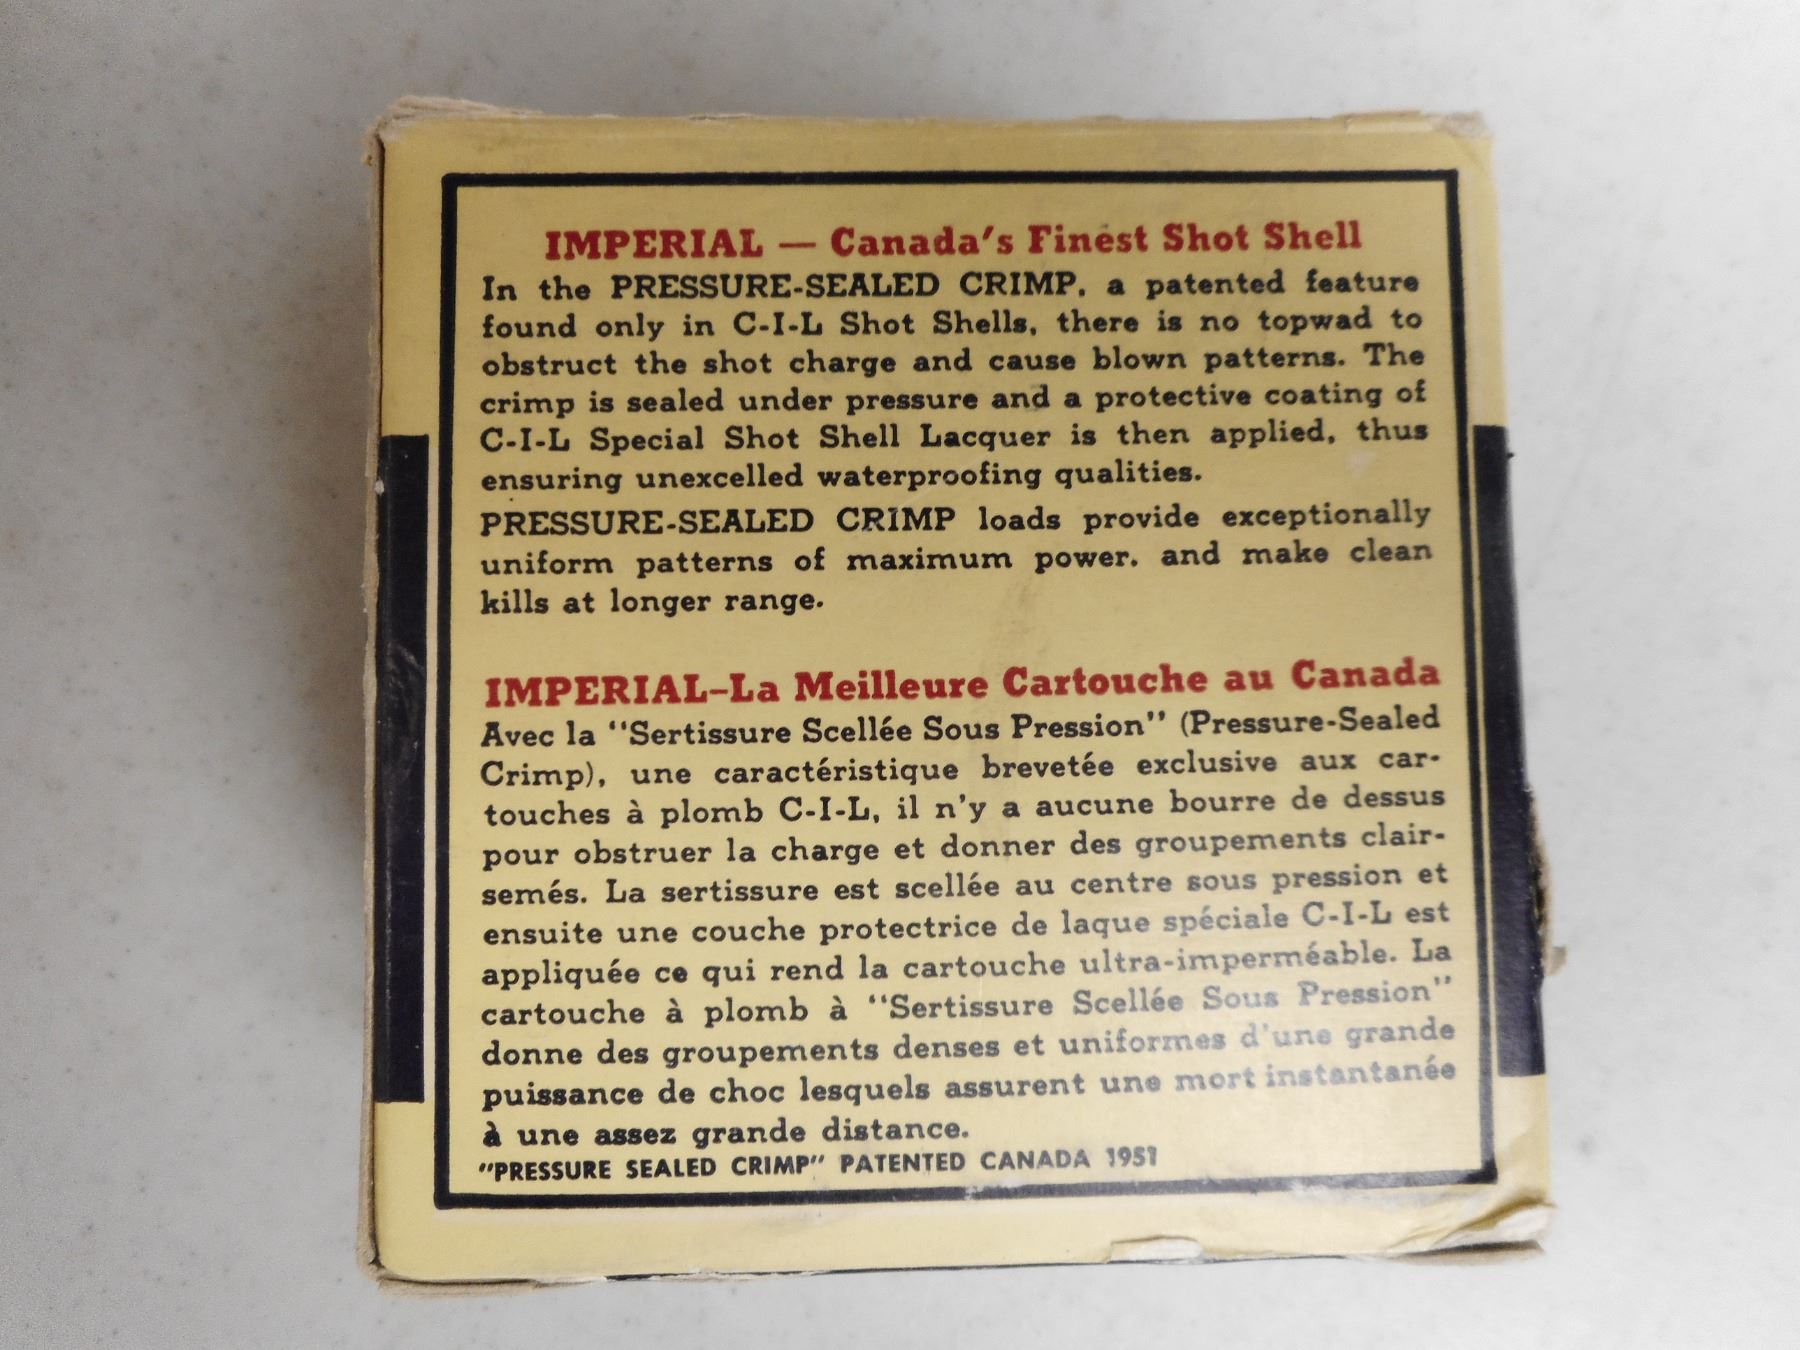 IMPERIAL — Canada's Finest Shot Shell
In the PRESSURE-SEALED CRIMP, a patented feature
found only in C-I-L Shot Shells, there is no topwad to
obstruct the shot charge and cause blown patterns. The
crimp is sealed under pressure and a protective coating of
C-I-L Special Shot Shell Lacquer is then applied, thus
ensuring unexcelled waterproofing qualities.
PRESSURE-SEALED CRIMP loads provide exceptionally
uniform patterns of maximum power, and make clean
kills at longer range.
IMPERIAL-La Meilleure Cartouche au Canada
Avec la "Sertissure Scellée Sous Pression" (Pressure-Sealed
Crimp), une caractéristique brevetée exclusive aux car-
touches à plomb C-I-L, il n'y a aucune bourre de dessus
pour obstruer la charge et donner des groupements clair-
semés. La sertissure est scellée au centre sous pression et
ensuite une couche protectrice de laque spéciale C-I-L est
appliquée ce qui rend la cartouche ultra-imperméable. La
cartouche à plomb à "Sertissure Scellée Sous Pression"
donne des groupements denses et uniformes d'une grande
puissance de choc lesquels assurent une mort instantanée
à une assez grande distance.
"PRESSURE SEALED CRIMP" PATENTED CANADA 1951